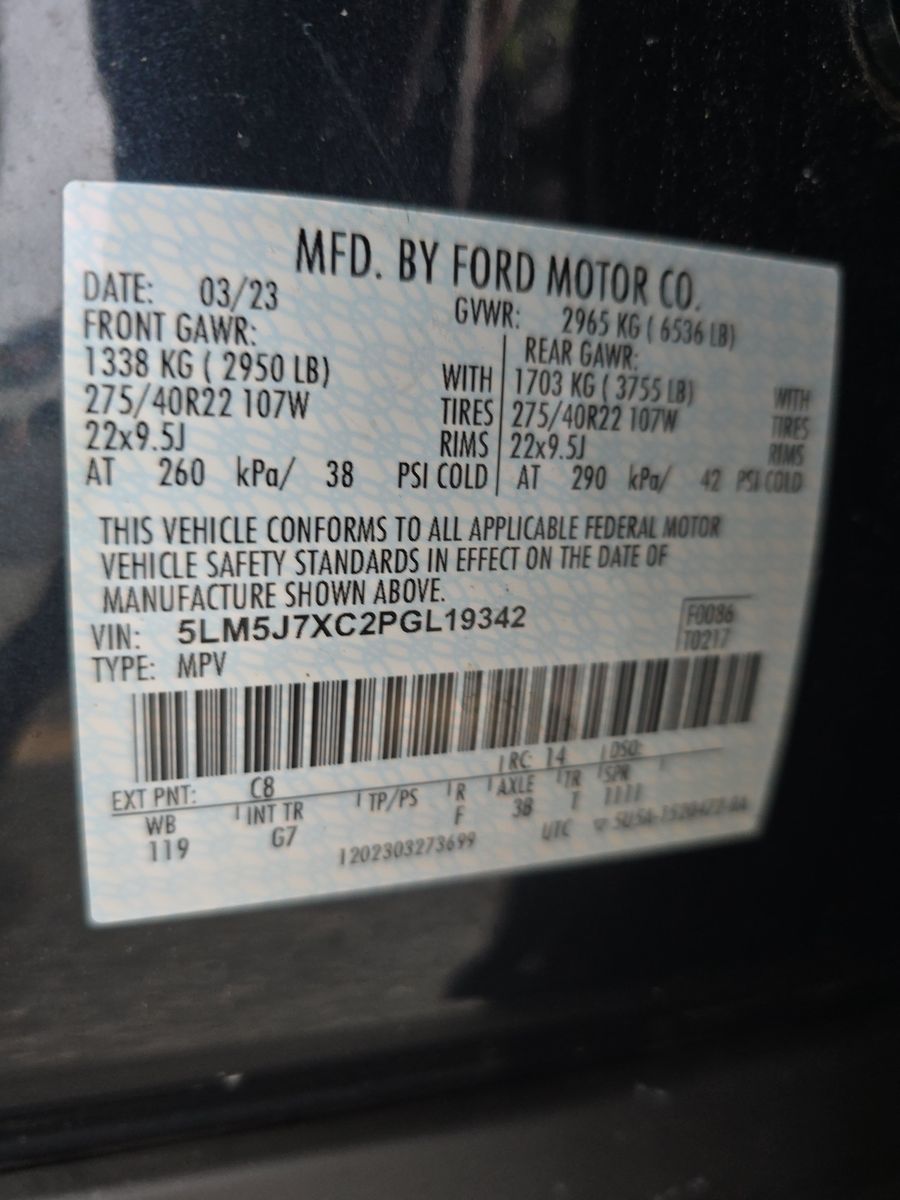 MFD. BY FORD MOTOR CO.
DATE: 03/23 GVWR: 2965 KG ( 6536 LB)
FRONT GAWR: REAR GAWR:
1338 KG ( 2950 LB) WITH 1703 KG ( 3755 LB) WITH
275/40R22 107W TIRES 275/40R22 107W TIRES
22x9.5J RIMS 22x9.5J RIMS
AT 260 kPa/ 38 PSI COLD AT 290 kPa/ 42 PSI COLD
THIS VEHICLE CONFORMS TO ALL APPLICABLE FEDERAL MOTOR
VEHICLE SAFETY STANDARDS IN EFFECT ON THE DATE OF
MANUFACTURE SHOWN ABOVE.
VIN: 5LM5J7XC2PGL19342 F0086
TYPE: MPV T0217
EXT PNT: C8 RC: 14 DSO:
WB INT TR TP/PS R AXLE TR SPR
119 G7 F 38 T 1111
1202303273699 UTC